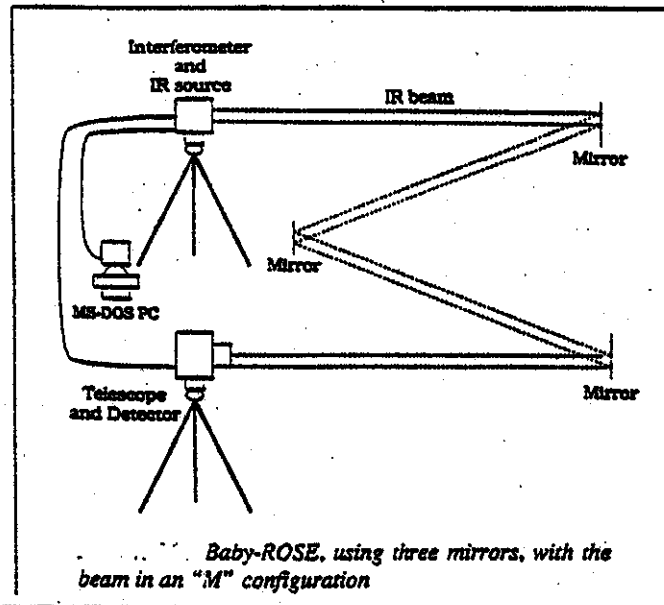 Interferometer
and
IR source
IR beam
Mirror
Mirror
MS-DOS PC
Telescope
and Detector
Mirror
Baby-ROSE, using three mirrors, with the
beam in an "M" configuration